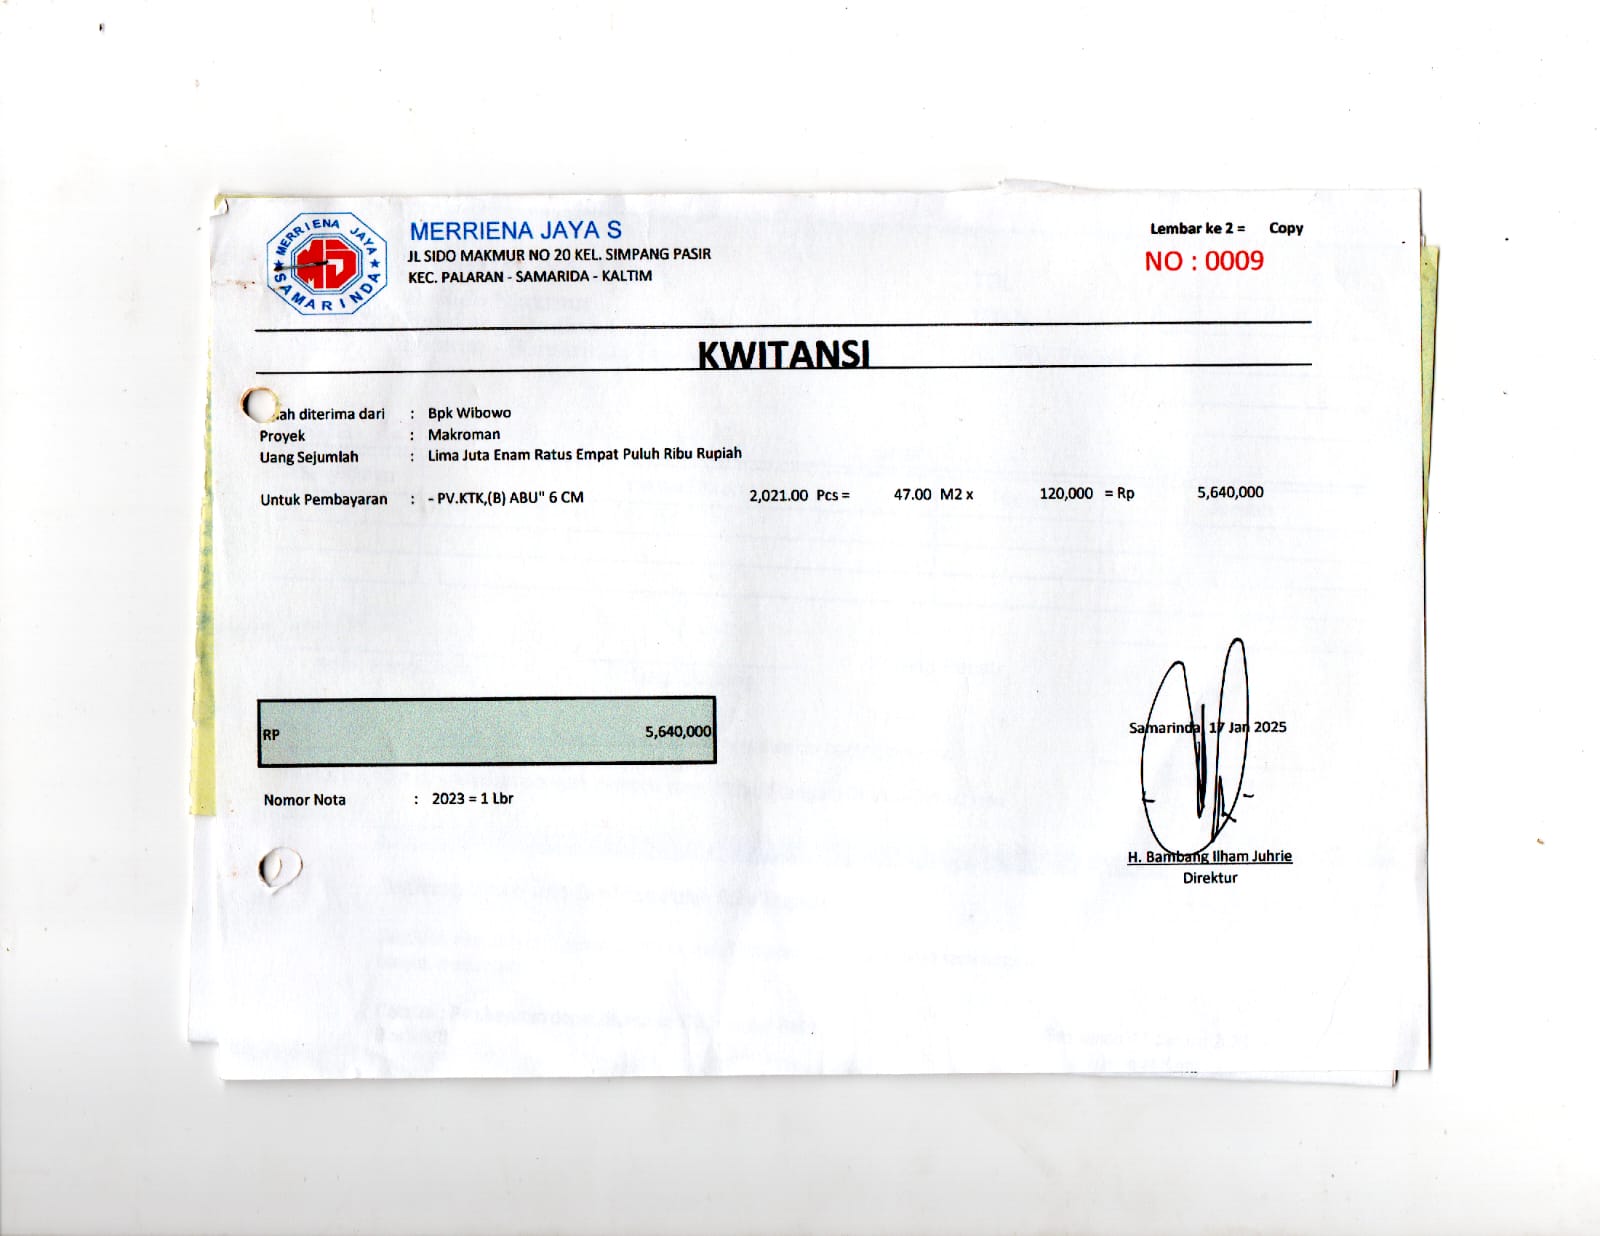 MERRIENA JAYA
SAMARINDA
MERRIENA JAYA S
JL SIDO MAKMUR NO 20 KEL. SIMPANG PASIR
KEC. PALARAN - SAMARIDA - KALTIM
Lembar ke 2 = Copy
NO : 0009
KWITANSI
ah diterima dari : Bpk Wibowo
Proyek : Makroman
Uang Sejumlah : Lima Juta Enam Ratus Empat Puluh Ribu Rupiah
Untuk Pembayaran : - PV.KTK,(B) ABU" 6 CM 2,021.00 Pcs = 47.00 M2 x 120,000 = Rp 5,640,000
RP 5,640,000
Samarinda 17 Jan 2025
Nomor Nota : 2023 = 1 Lbr
H. Bambang Ilham Juhrie
Direktur